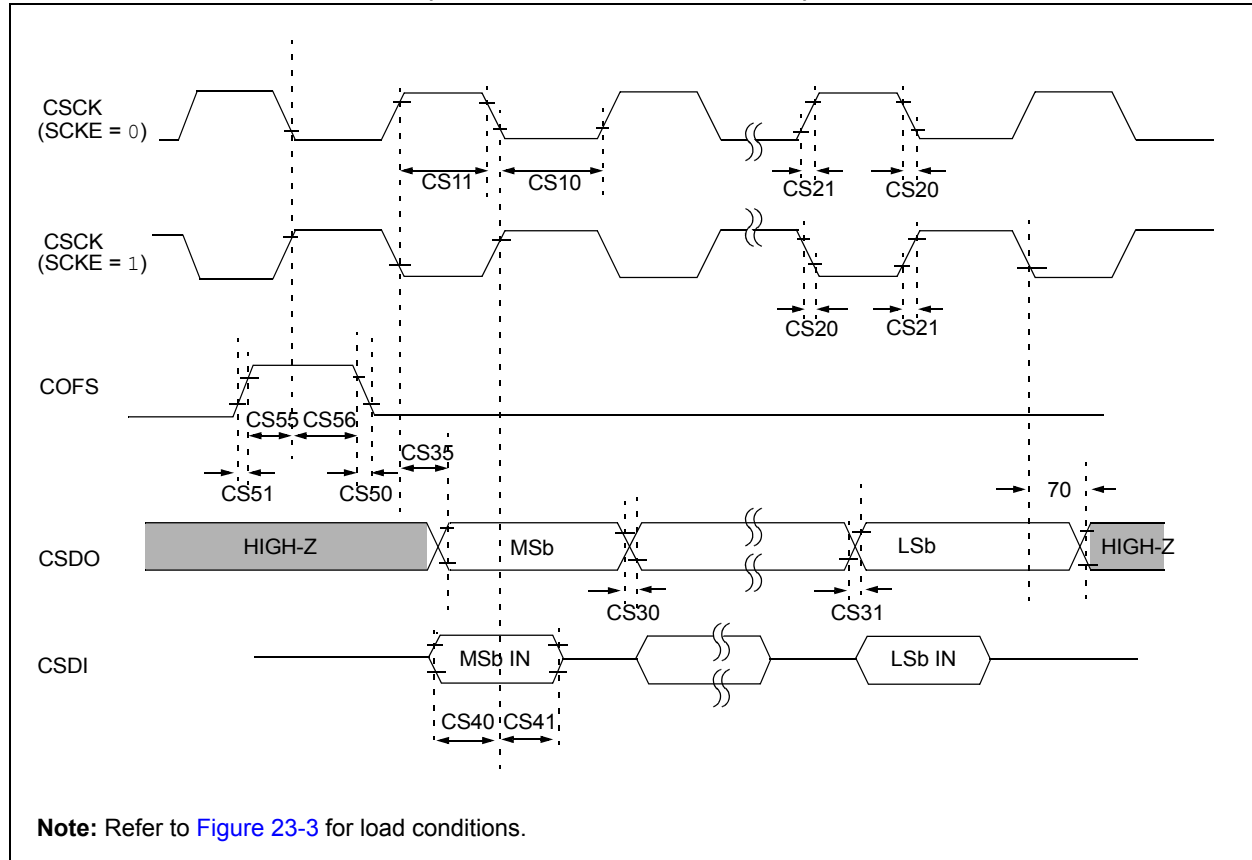 CSCK
(SCKE = 0)
CS11
CS10
CS21
CS20
CSCK
(SCKE = 1)
CS20
CS21
COFS
CS55
CS56
CS35
CS51
CS50
70
CSDO
HIGH-Z
MSb
LSb
HIGH-Z
CS30
CS31
CSDI
MSb IN
LSb IN
CS40
CS41
Note: Refer to Figure 23-3 for load conditions.